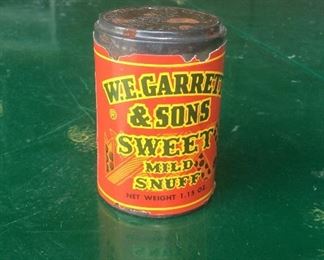 W.E. GARRETT
& SONS
®
SWEET
MILD
SNUFF
NET WEIGHT 1.15 OZ.